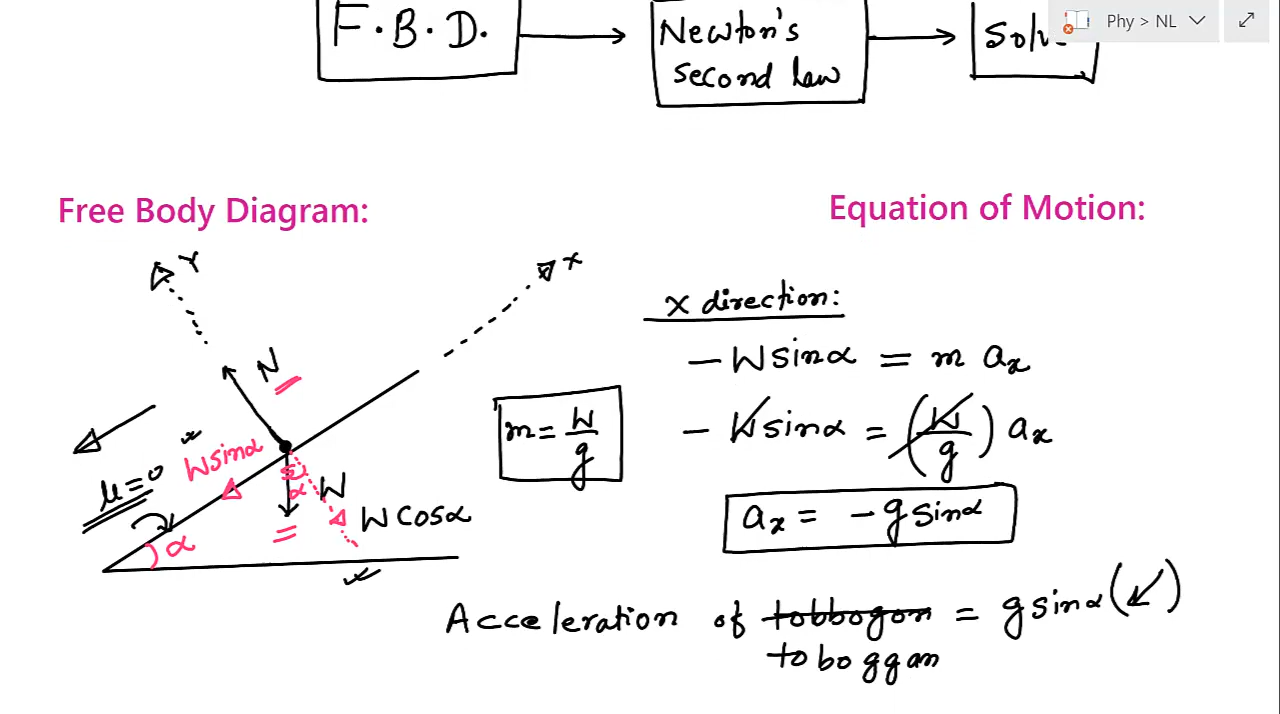 F.B.D.
Newton's
second law
Phy > NL
Free Body Diagram:
Equation of Motion:
Y
X
N
W sinα
μ=0
α
α
W
W cosα
m = W/g
x direction:
- W sinα = m ax
- W sinα = (W/g) ax
ax = - g sinα
Acceleration of tobbogon = g sinα (↙)
toboggan